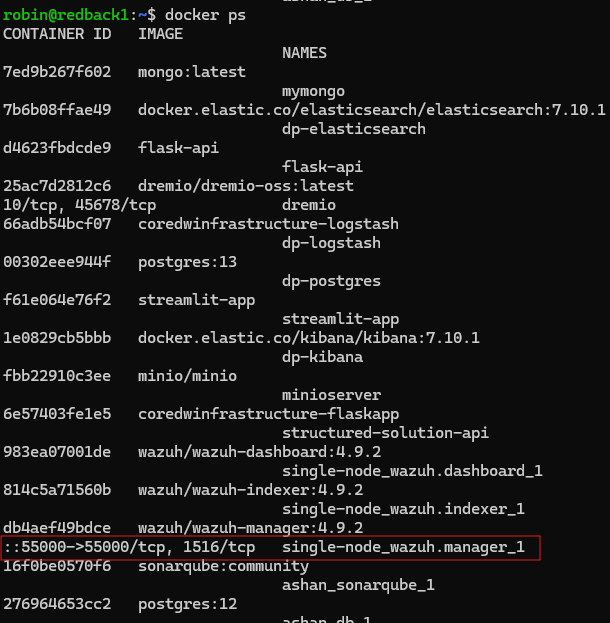 ashan_db_1
robin@redback1:~$ docker ps
CONTAINER ID   IMAGE
NAMES
7ed9b267f602   mongo:latest
mymongo
7b6b08ffae49   docker.elastic.co/elasticsearch/elasticsearch:7.10.1
dp-elasticsearch
d4623fbdcde9   flask-api
flask-api
25ac7d2812c6   dremio/dremio-oss:latest
10/tcp, 45678/tcp   dremio
66adb54bcf07   coredwinfrastructure-logstash
dp-logstash
00302eee944f   postgres:13
dp-postgres
f61e064e76f2   streamlit-app
streamlit-app
1e0829cb5bbb   docker.elastic.co/kibana/kibana:7.10.1
dp-kibana
fbb22910c3ee   minio/minio
minioserver
6e57403fe1e5   coredwinfrastructure-flaskapp
structured-solution-api
983ea07001de   wazuh/wazuh-dashboard:4.9.2
single-node_wazuh.dashboard_1
814c5a71560b   wazuh/wazuh-indexer:4.9.2
single-node_wazuh.indexer_1
db4aef49bdce   wazuh/wazuh-manager:4.9.2
::55000->55000/tcp, 1516/tcp   single-node_wazuh.manager_1
16f0be0570f6   sonarqube:community
ashan_sonarqube_1
276964653cc2   postgres:12
ashan_db_1